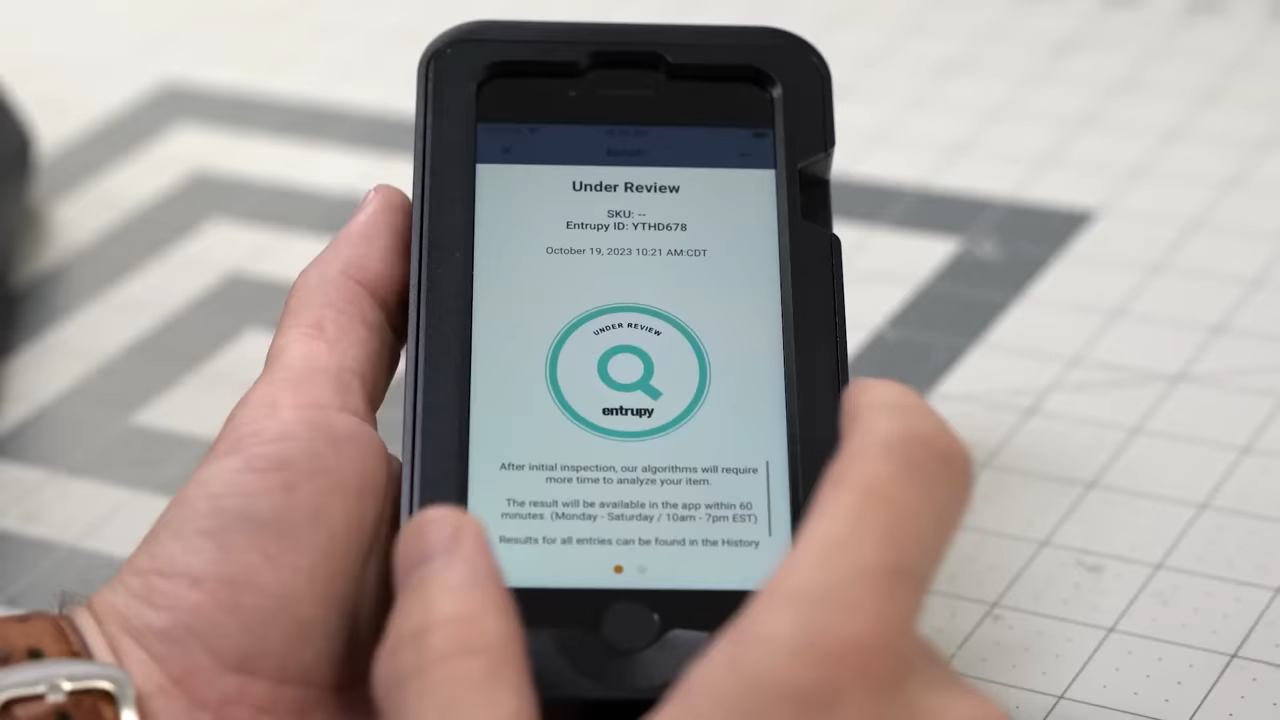 Under Review
SKU: --
Entrupy ID: YTHD678
October 19, 2023 10:21 AM:CDT
UNDER REVIEW
entrupy
After initial inspection, our algorithms will require
more time to analyze your item.
The result will be available in the app within 60
minutes. (Monday - Saturday / 10am - 7pm EST)
Results for all entries can be found in the History